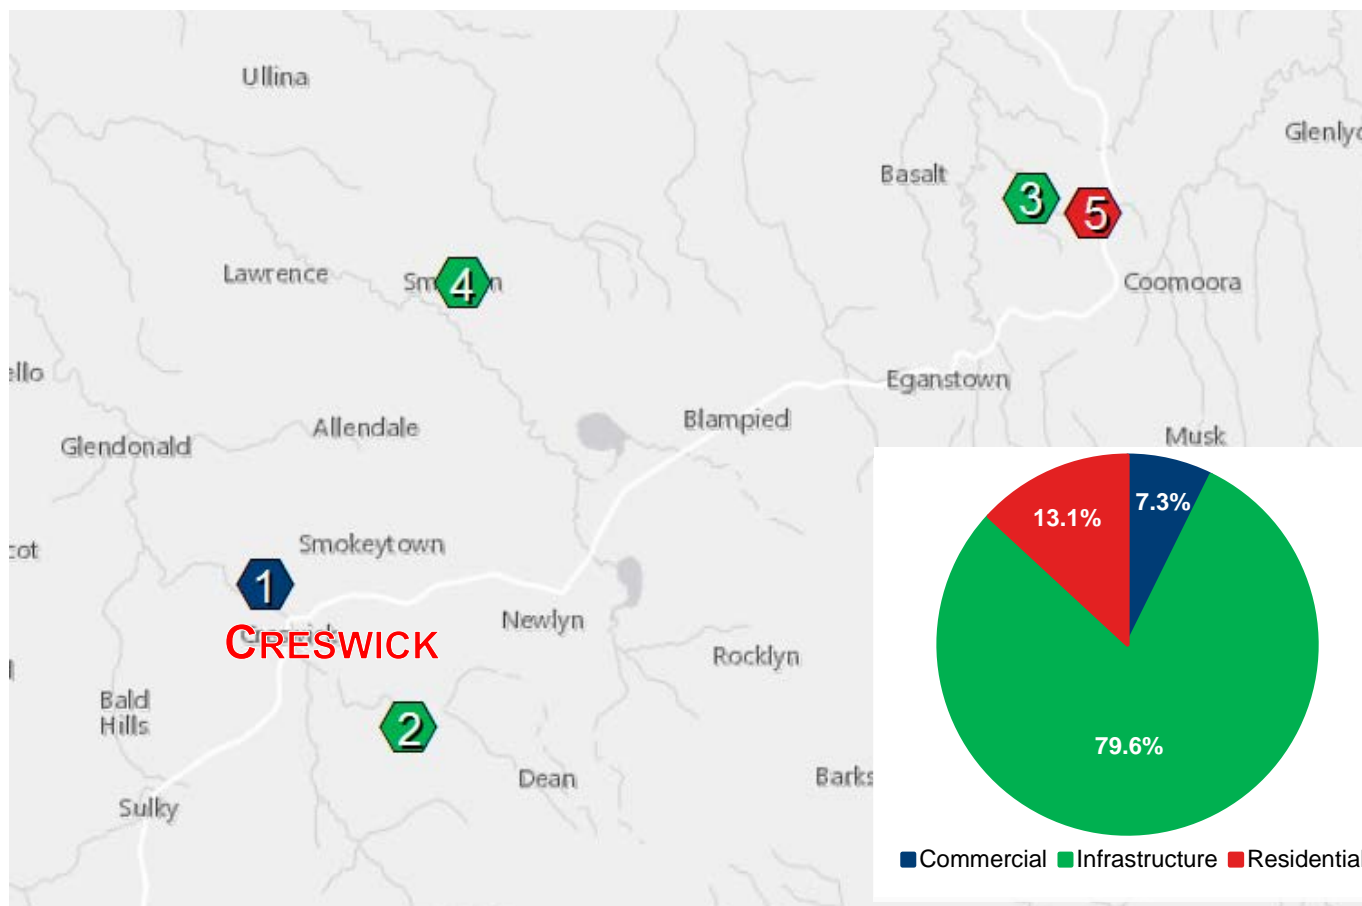 Ullina
Glenlyo
Basalt
3
5
Lawrence
4
Coomoora
ello
Eganstown
Blampied
Allendale
Musk
Glendonald
13.1%
7.3%
Smokeytown
cot
1
Newlyn
CRESWICK
Rocklyn
Bald
Hills
2
79.6%
Dean
Barks
Sulky
Commercial Infrastructure Residential